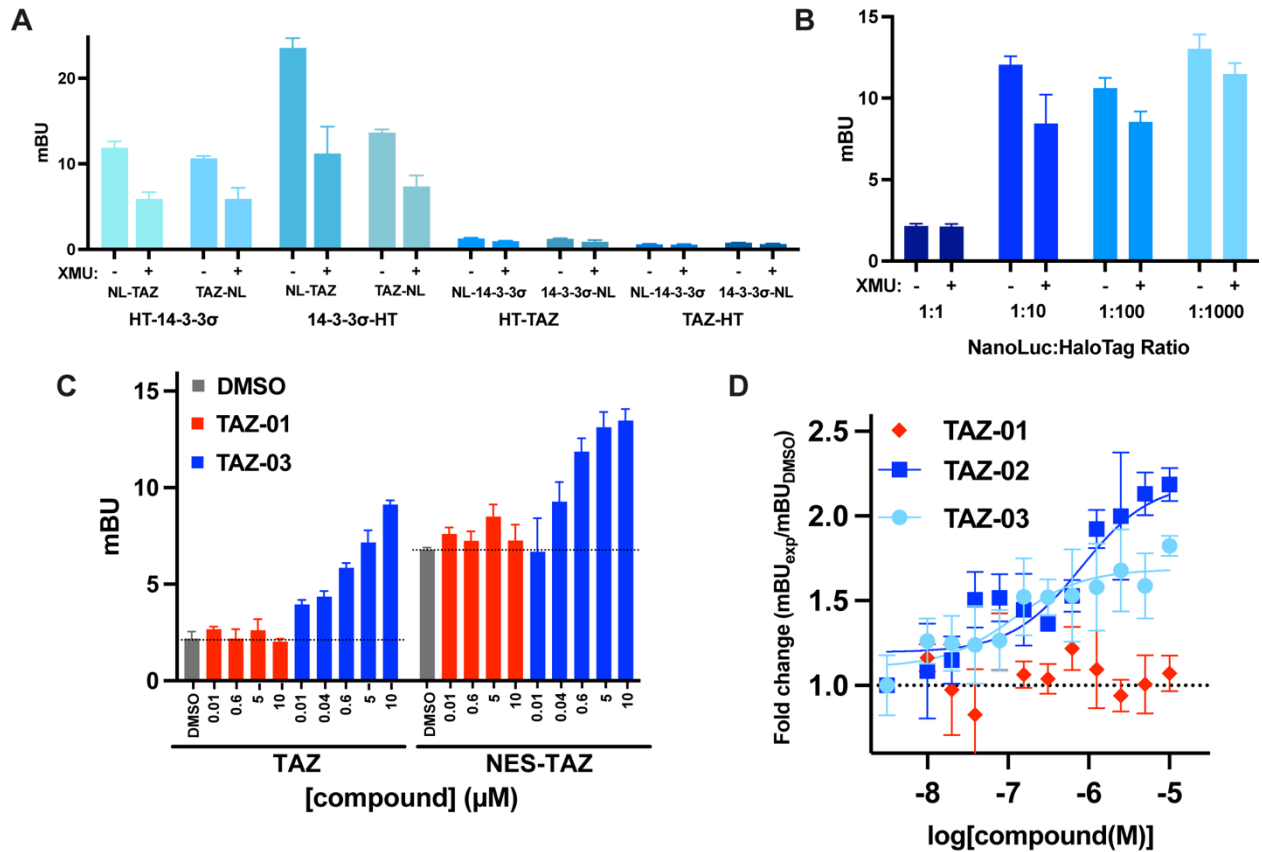 A
mBU
20
10
0
XMU: - + - + - + - + - + - + - + - +
NL-TAZ TAZ-NL NL-TAZ TAZ-NL NL-14-3-3σ 14-3-3σ-NL NL-14-3-3σ 14-3-3σ-NL
HT-14-3-3σ 14-3-3σ-HT HT-TAZ TAZ-HT
B
mBU
15
10
5
0
XMU: - + - + - + - +
1:1 1:10 1:100 1:1000
NanoLuc:HaloTag Ratio
C
mBU
15
10
5
0
DMSO
TAZ-01
TAZ-03
DMSO 0.01 0.6 5 10 0.01 0.04 0.6 5 10 DMSO 0.01 0.6 5 10 0.01 0.04 0.6 5 10
TAZ NES-TAZ
[compound] (µM)
D
Fold change (mBUexp/mBUDMSO)
2.5
2.0
1.5
1.0
TAZ-01
TAZ-02
TAZ-03
-8 -7 -6 -5
log[compound(M)]